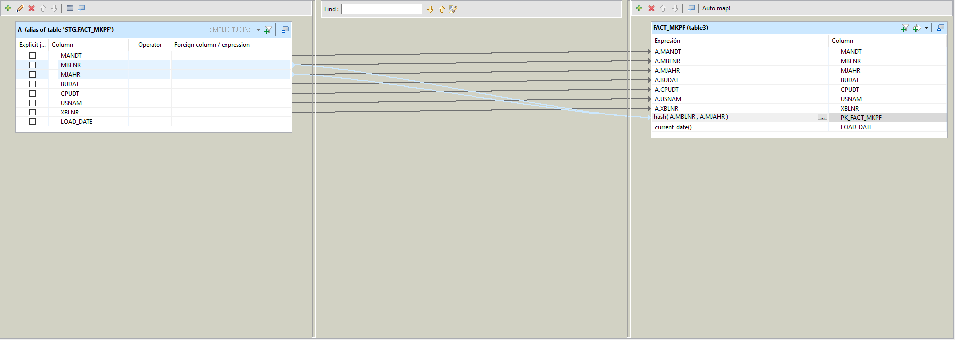 Find :
Auto map!
A (alias of table 'STG.FACT_MKPF')
Explicit j... Column Operator Foreign column / expression
MANDT
MBLNR
MJAHR
BUDAT
CPUDT
USNAM
XBLNR
LOAD_DATE
FACT_MKPF (table3)
Expresión Column
A.MANDT MANDT
A.MBLNR MBLNR
A.MJAHR MJAHR
A.BUDAT BUDAT
A.CPUDT CPUDT
A.USNAM USNAM
A.XBLNR XBLNR
hash( A.MBLNR , A.MJAHR ) ... PK_FACT_MKPF
current_date() LOAD_DATE